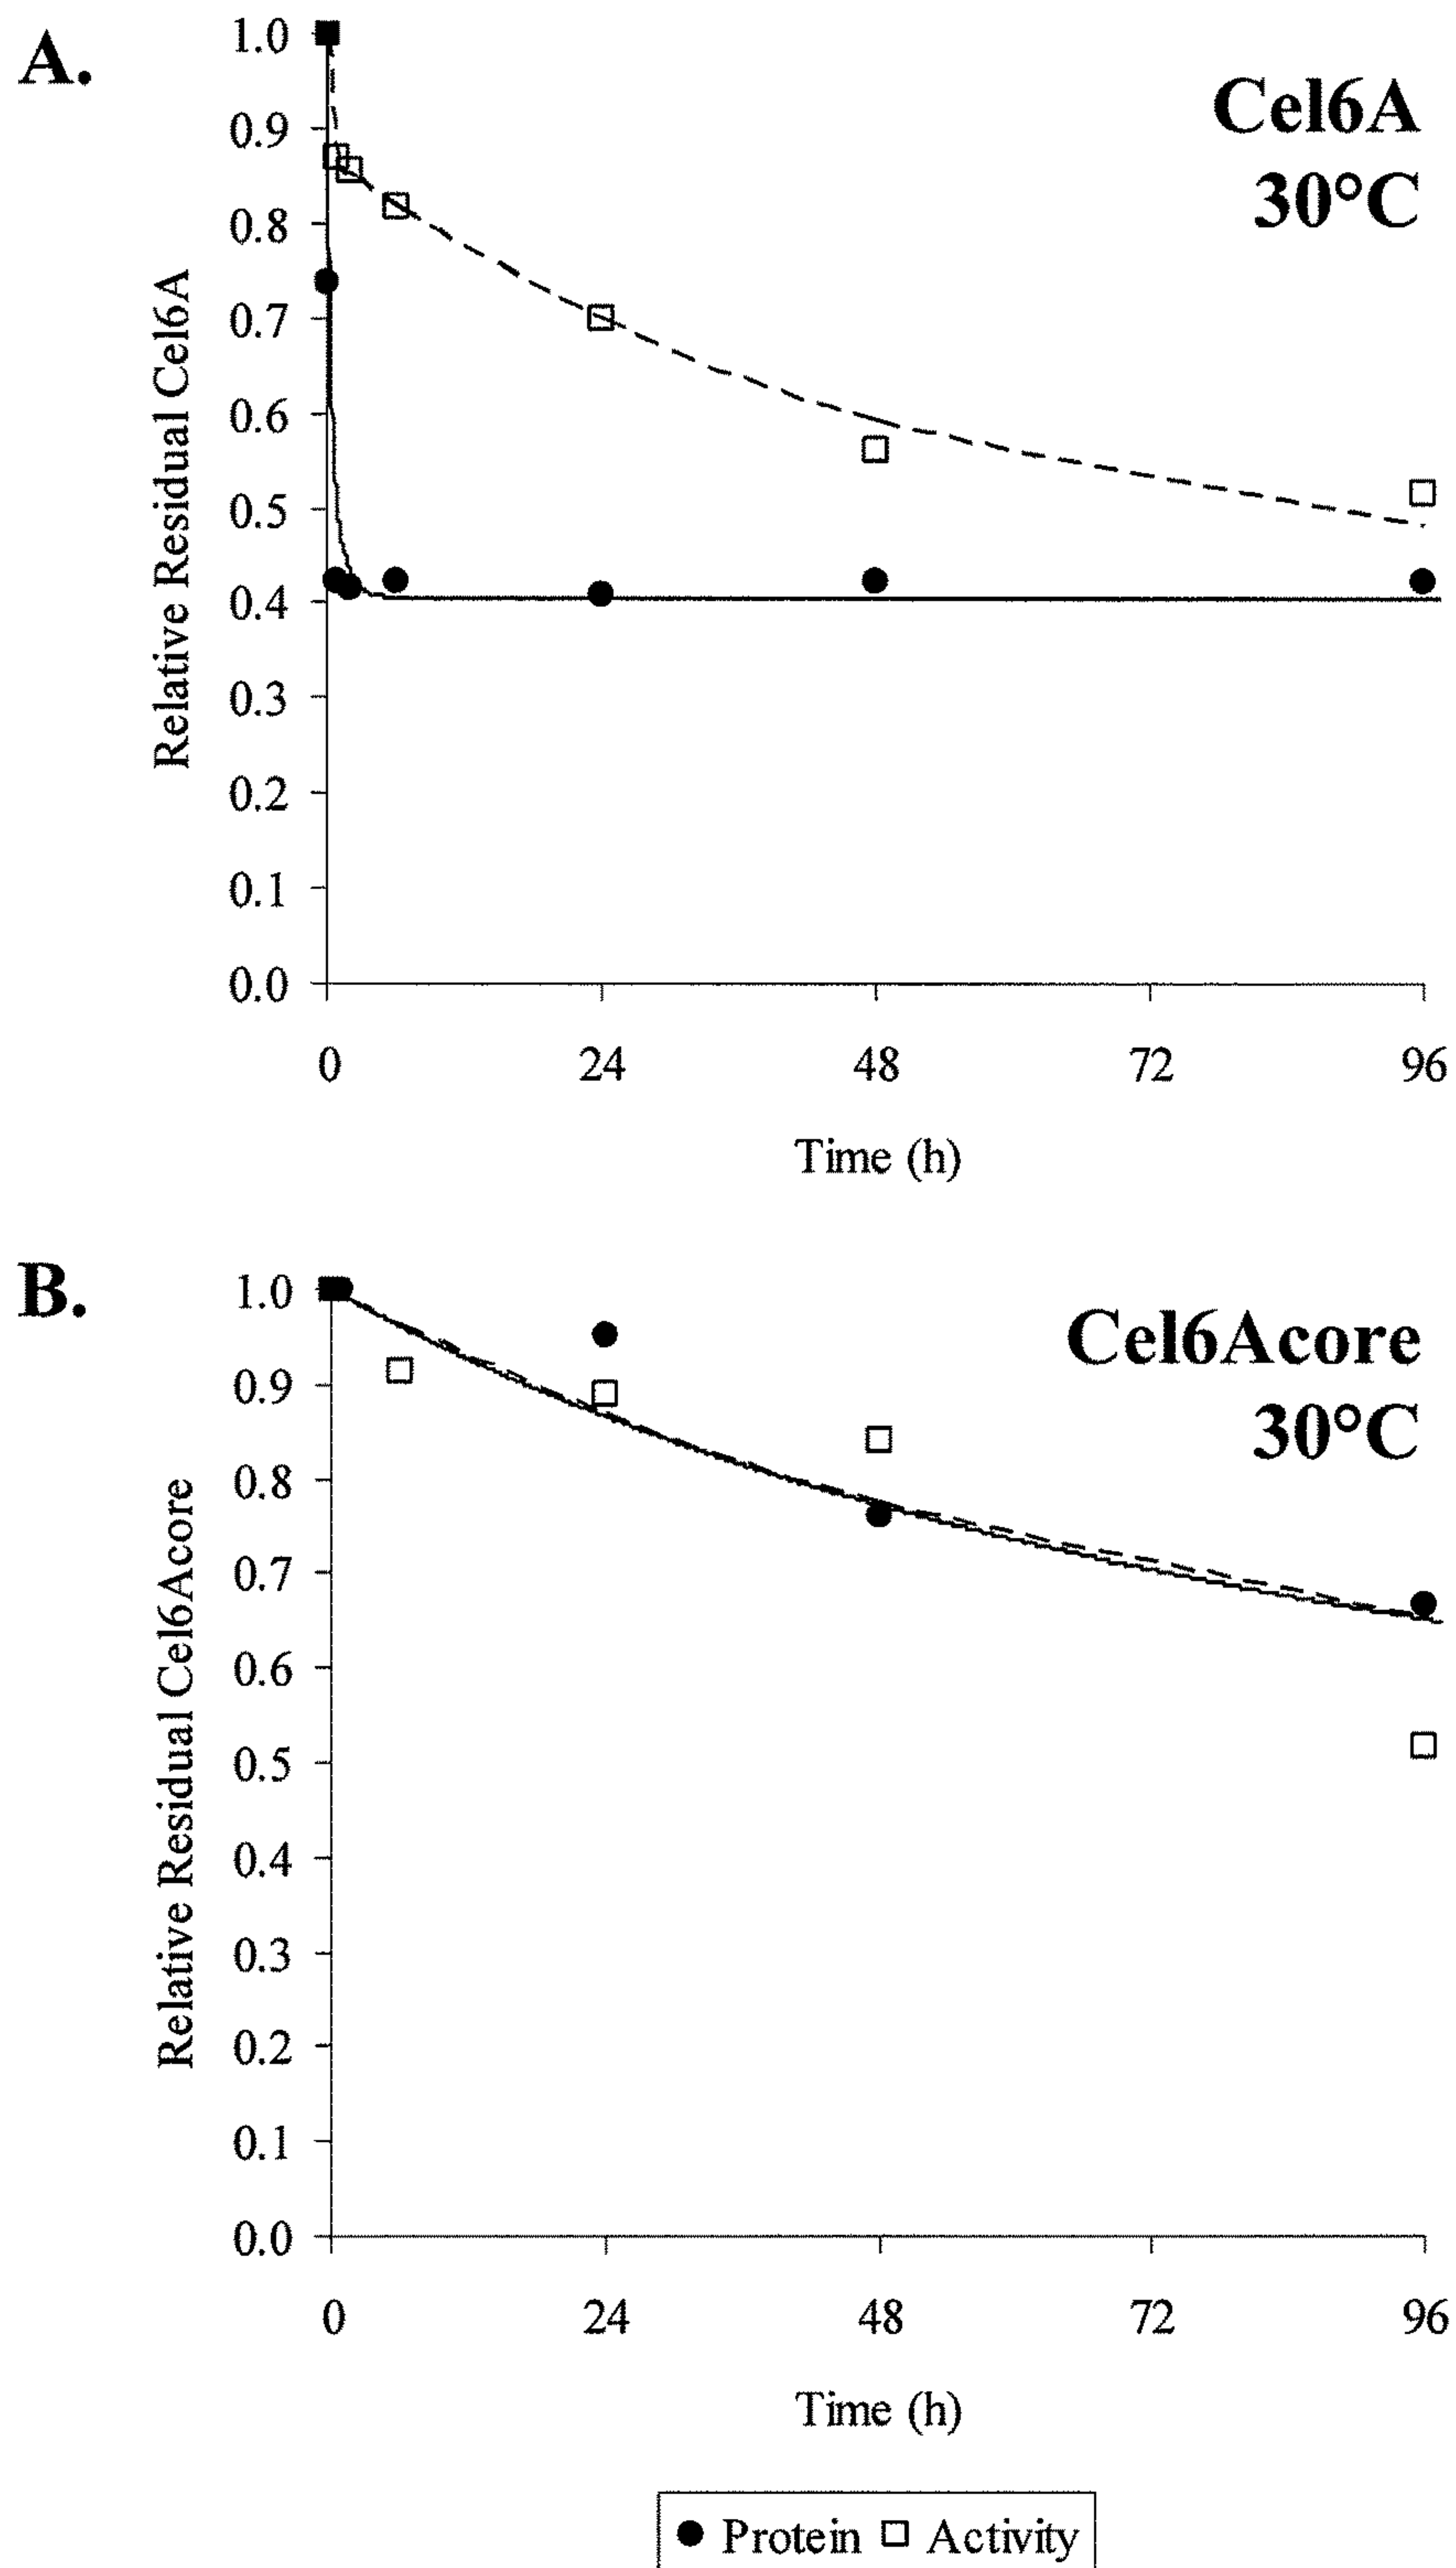 A.
Cel6A
30°C
Relative Residual Cel6A
1.0
0.9
0.8
0.7
0.6
0.5
0.4
0.3
0.2
0.1
0.0
0 24 48 72 96
Time (h)
B.
Cel6Acore
30°C
Relative Residual Cel6Acore
1.0
0.9
0.8
0.7
0.6
0.5
0.4
0.3
0.2
0.1
0.0
0 24 48 72 96
Time (h)
Protein Activity